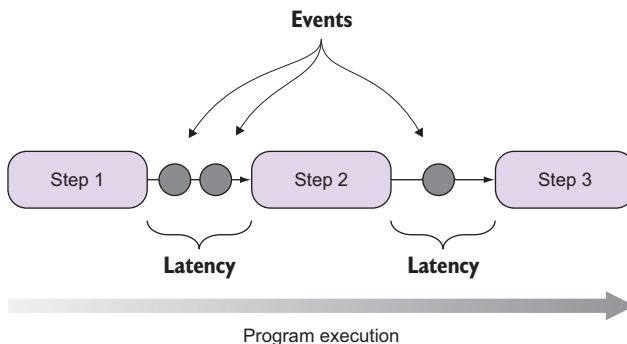 Events
Step 1
Step 2
Step 3
Latency
Latency
Program execution